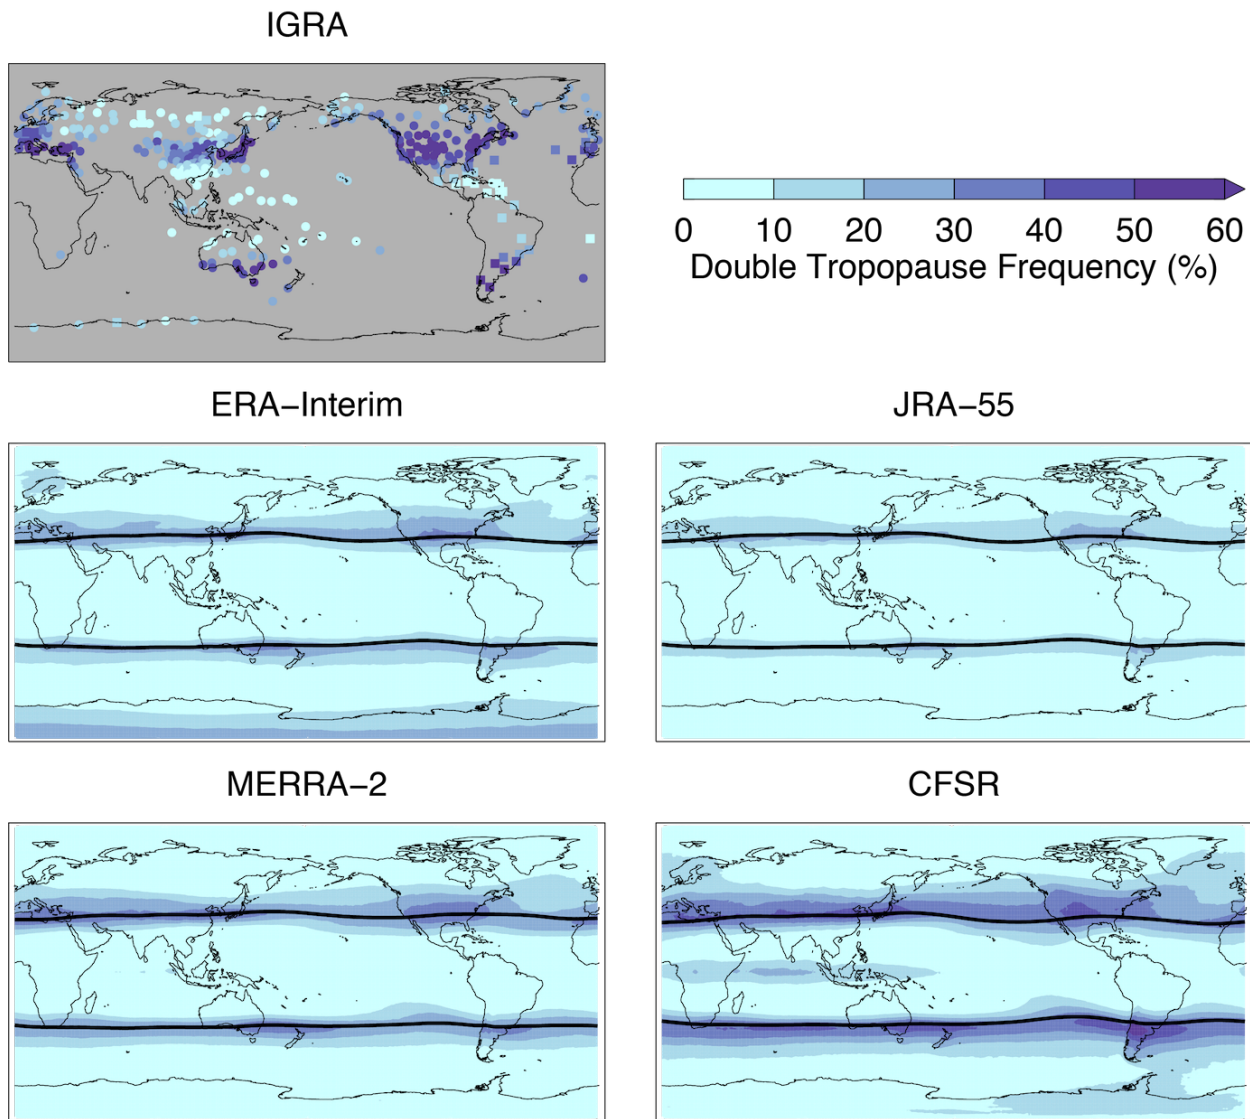 IGRA
0 10 20 30 40 50 60
Double Tropopause Frequency (%)
ERA−Interim
JRA−55
MERRA−2
CFSR